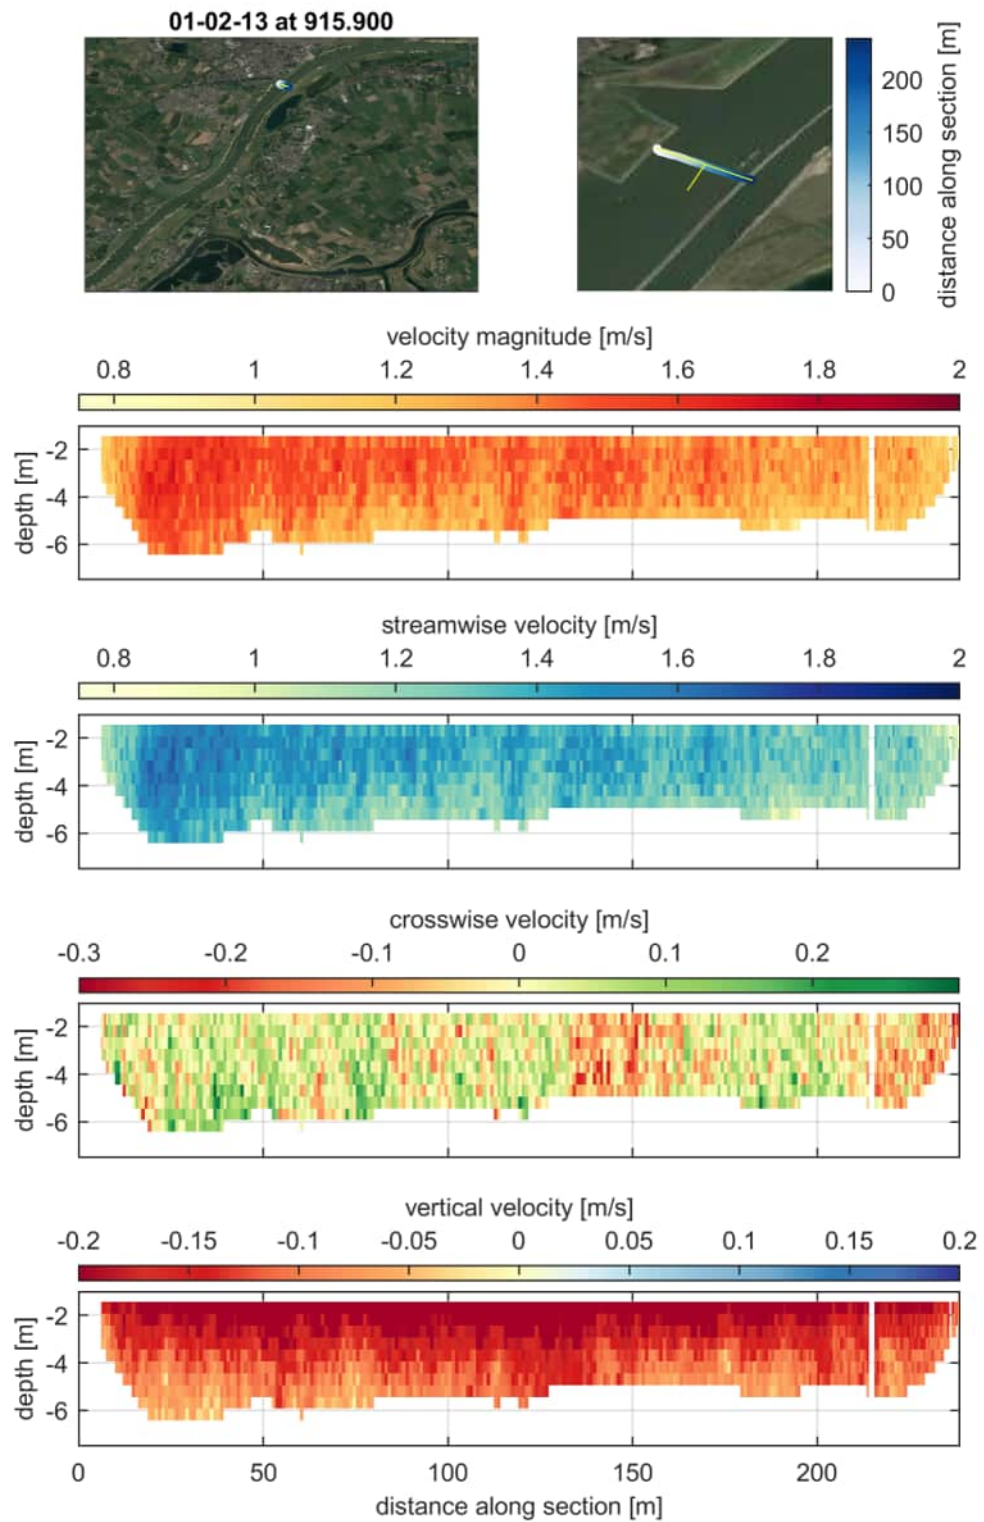 01-02-13 at 915.900
distance along section [m]
200
150
100
50
0
velocity magnitude [m/s]
0.8 1 1.2 1.4 1.6 1.8 2
depth [m]
-2
-4
-6
streamwise velocity [m/s]
0.8 1 1.2 1.4 1.6 1.8 2
depth [m]
-2
-4
-6
crosswise velocity [m/s]
-0.3 -0.2 -0.1 0 0.1 0.2
depth [m]
-2
-4
-6
vertical velocity [m/s]
-0.2 -0.15 -0.1 -0.05 0 0.05 0.1 0.15 0.2
depth [m]
-2
-4
-6
0 50 100 150 200
distance along section [m]